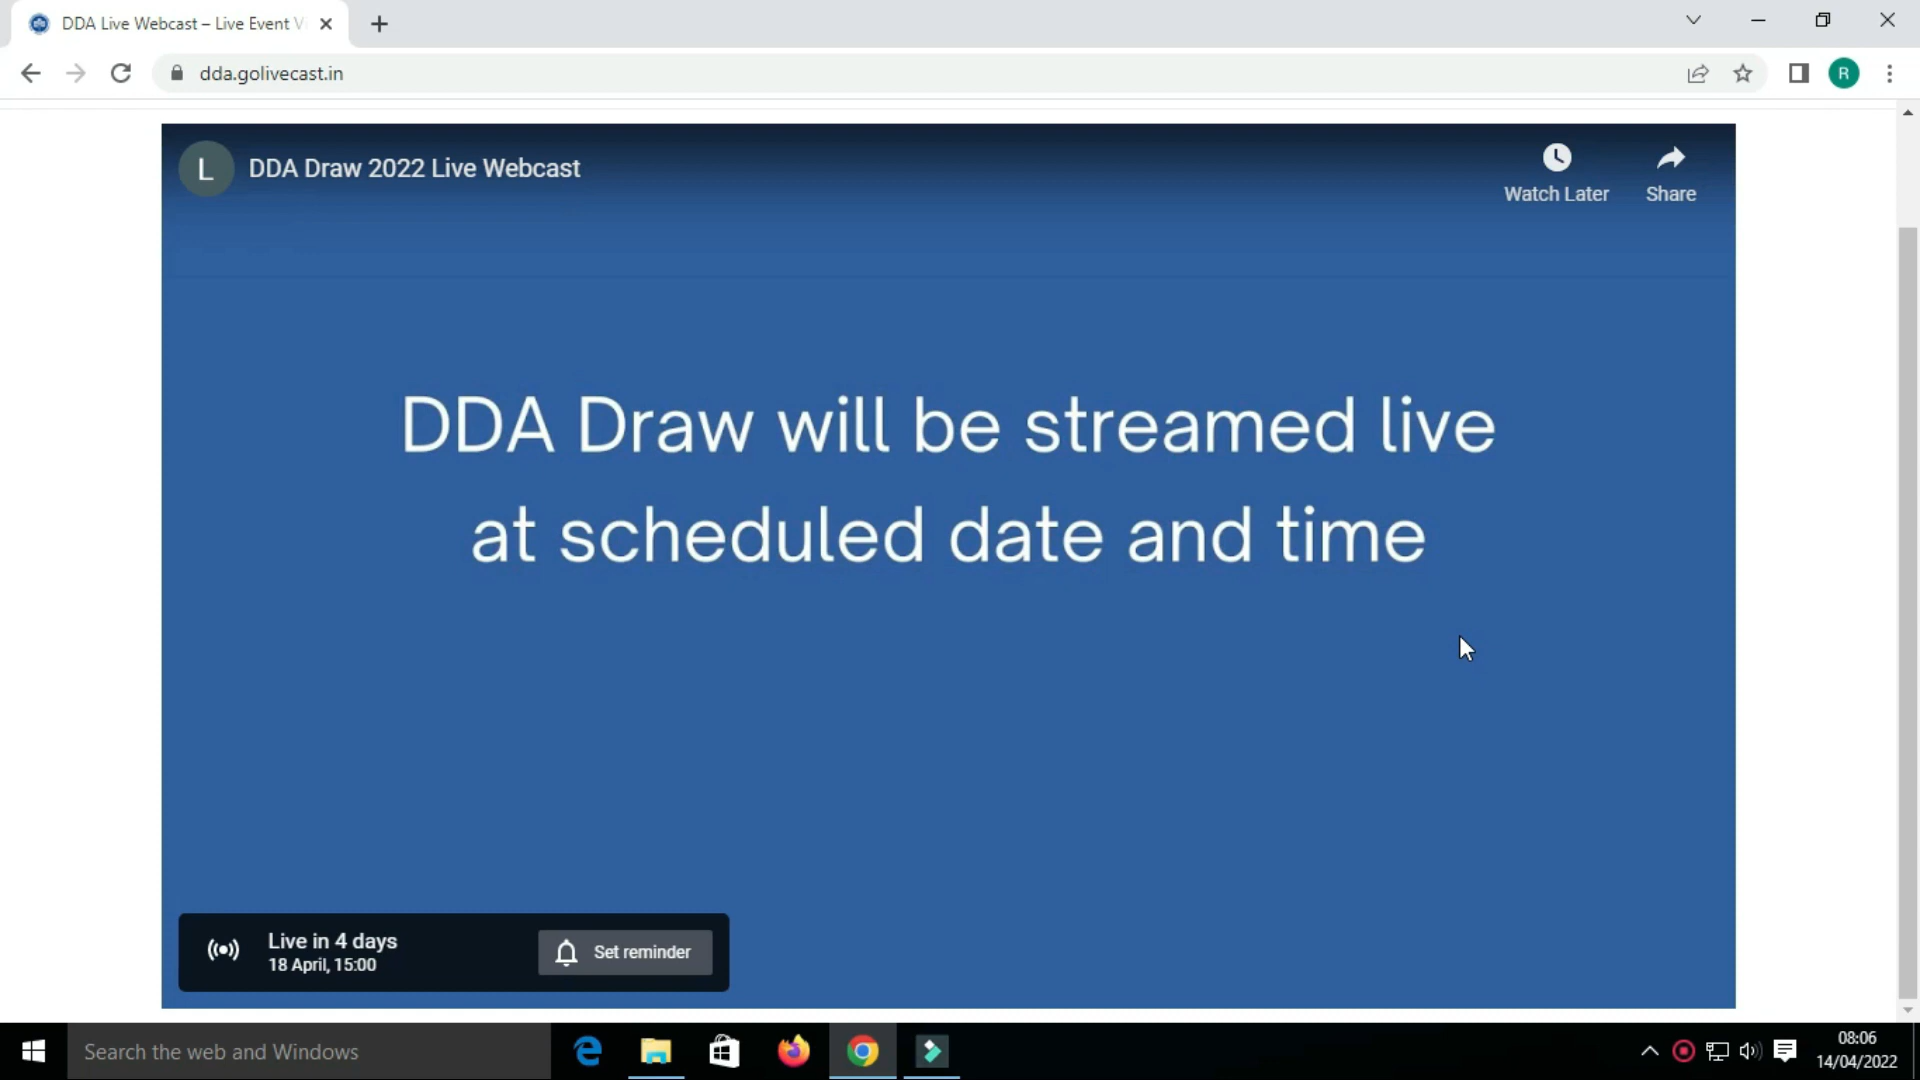 DDA Live Webcast – Live Event V
dda.golivecast.in
R
L
DDA Draw 2022 Live Webcast
Watch Later
Share
DDA Draw will be streamed live
at scheduled date and time
Live in 4 days
18 April, 15:00
Set reminder
Search the web and Windows
08:06
14/04/2022